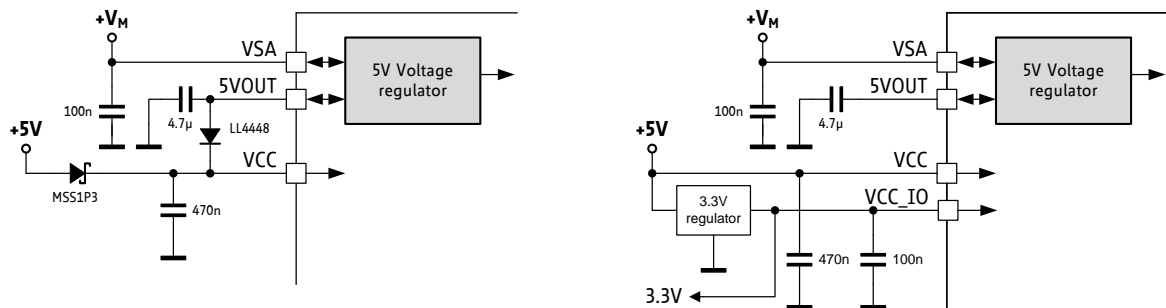 +VM
VSA
5V Voltage
regulator
5VOUT
100n
4.7µ
LL4448
+5V
VCC
MSS1P3
470n
+VM
VSA
5V Voltage
regulator
5VOUT
100n
4.7µ
+5V
VCC
3.3V
regulator
VCC_IO
470n
100n
3.3V